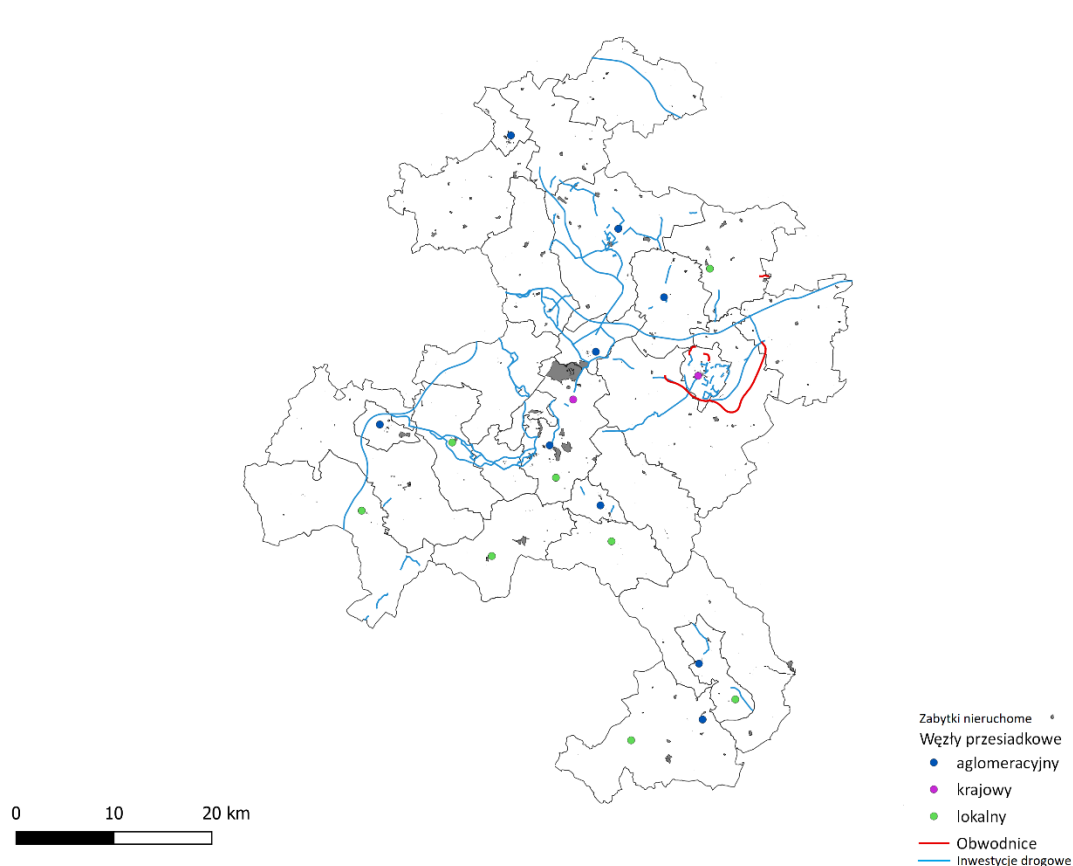 0 10 20 km
Zabytki nieruchome
Węzły przesiadkowe
aglomeracyjny
krajowy
lokalny
Obwodnice
Inwestycje drogowe